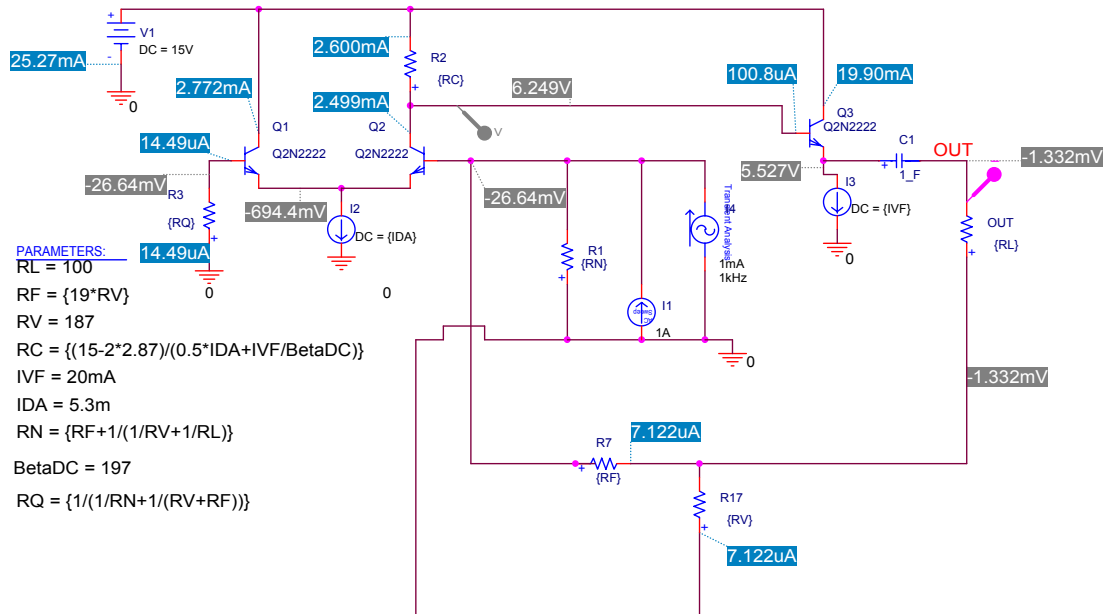 +
V1
DC = 15V
-
25.27mA
0
2.772mA
2.600mA
R2
{RC}
+
2.499mA
6.249V
100.8uA
19.90mA
Q1
Q2N2222
Q2
Q2N2222
V
Q3
Q2N2222
C1
1_F
OUT
-1.332mV
14.49uA
-26.64mV
R3
{RQ}
+
14.49uA
0
-694.4mV
I2
DC = {IDA}
0
-26.64mV
R1
{RN}
+
I1
AC Sweep
1A
Transient Analysis
I4
1mA
1kHz
0
5.527V
I3
DC = {IVF}
0
OUT
{RL}
+
-1.332mV
PARAMETERS:
RL = 100
RF = {19*RV}
RV = 187
RC = {(15-2*2.87)/(0.5*IDA+IVF/BetaDC)}
IVF = 20mA
IDA = 5.3m
RN = {RF+1/(1/RV+1/RL)}
BetaDC = 197
RQ = {1/(1/RN+1/(RV+RF))}
R7
+
{RF}
7.122uA
R17
{RV}
+
7.122uA